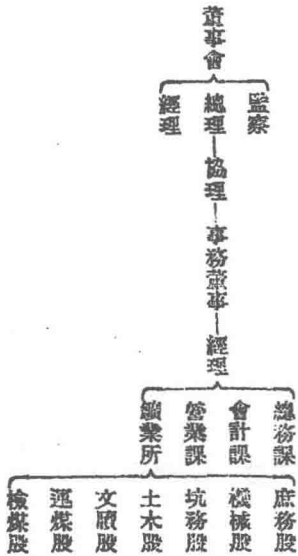 董事會
監察
總理—協理—事務董事—經理
經理
總務課
會計課
營業課
鑛業所
庶務股
機械股
坑務股
土木股
文牘股
運煤股
檢煤股